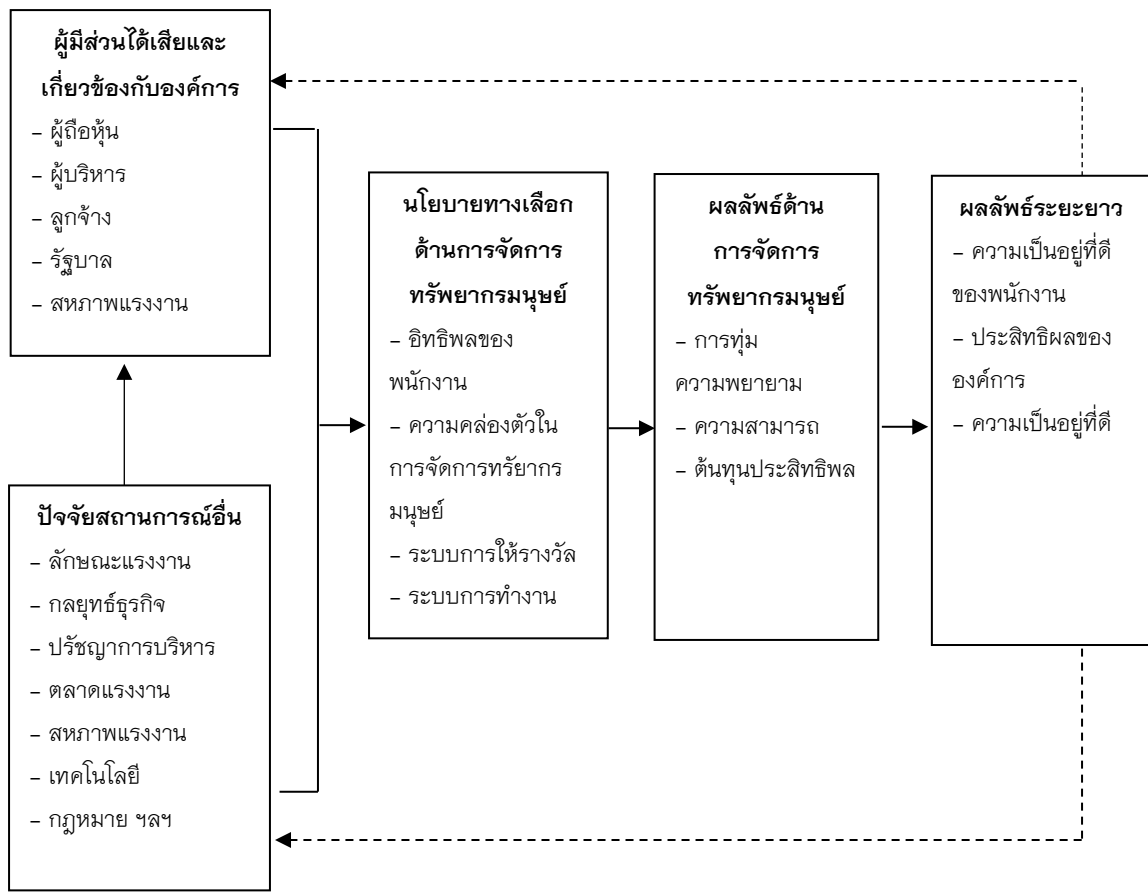 ผู้มีส่วนได้เสียและ
เกี่ยวข้องกับองค์การ
– ผู้ถือหุ้น
– ผู้บริหาร
– ลูกจ้าง
– รัฐบาล
– สหภาพแรงงาน
ปัจจัยสถานการณ์อื่น
– ลักษณะแรงงาน
– กลยุทธ์ธุรกิจ
– ปรัชญาการบริหาร
– ตลาดแรงงาน
– สหภาพแรงงาน
– เทคโนโลยี
– กฎหมาย ฯลฯ
นโยบายทางเลือก
ด้านการจัดการ
ทรัพยากรมนุษย์
– อิทธิพลของ
พนักงาน
– ความคล่องตัวใน
การจัดการทรัยากร
มนุษย์
– ระบบการให้รางวัล
– ระบบการทำงาน
ผลลัพธ์ด้าน
การจัดการ
ทรัพยากรมนุษย์
– การทุ่ม
ความพยายาม
– ความสามารถ
– ต้นทุนประสิทธิพล
ผลลัพธ์ระยะยาว
– ความเป็นอยู่ที่ดี
ของพนักงาน
– ประสิทธิผลของ
องค์การ
– ความเป็นอยู่ที่ดี